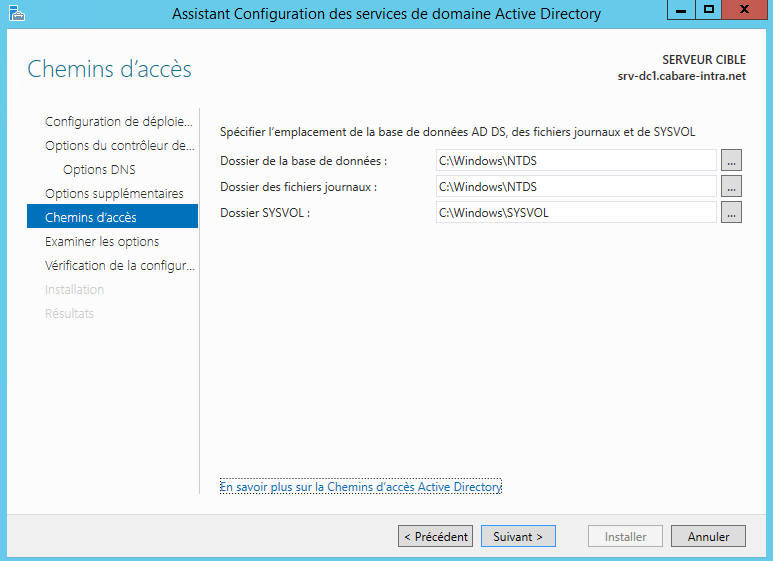 Assistant Configuration des services de domaine Active Directory
Chemins d'accès
SERVEUR CIBLE
srv-dc1.cabare-intra.net
Configuration de déploie...
Options du contrôleur de...
Options DNS
Options supplémentaires
Chemins d'accès
Examiner les options
Vérification de la configur...
Installation
Résultats
Spécifier l'emplacement de la base de données AD DS, des fichiers journaux et de SYSVOL
Dossier de la base de données : C:\Windows\NTDS ...
Dossier des fichiers journaux : C:\Windows\NTDS ...
Dossier SYSVOL : C:\Windows\SYSVOL ...
En savoir plus sur la Chemins d'accès Active Directory
< Précédent Suivant > Installer Annuler